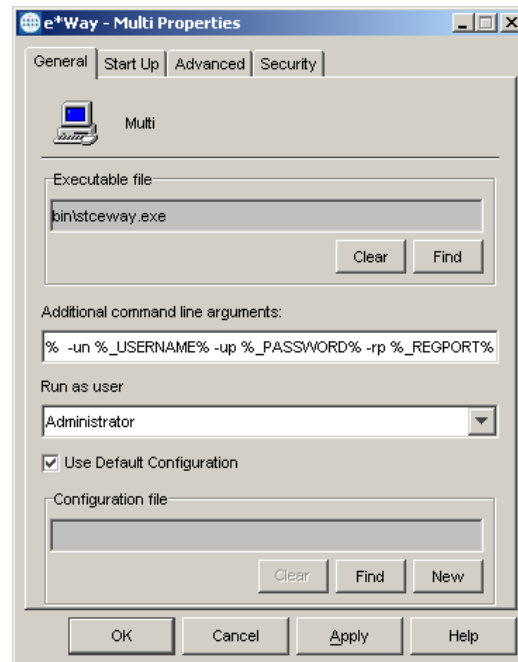 e*Way - Multi Properties
General Start Up Advanced Security
Multi
Executable file
bin\stceway.exe
Clear Find
Additional command line arguments:
% -un %_USERNAME% -up %_PASSWORD% -rp %_REGPORT%
Run as user
Administrator
Use Default Configuration
Configuration file
Clear Find New
OK Cancel Apply Help